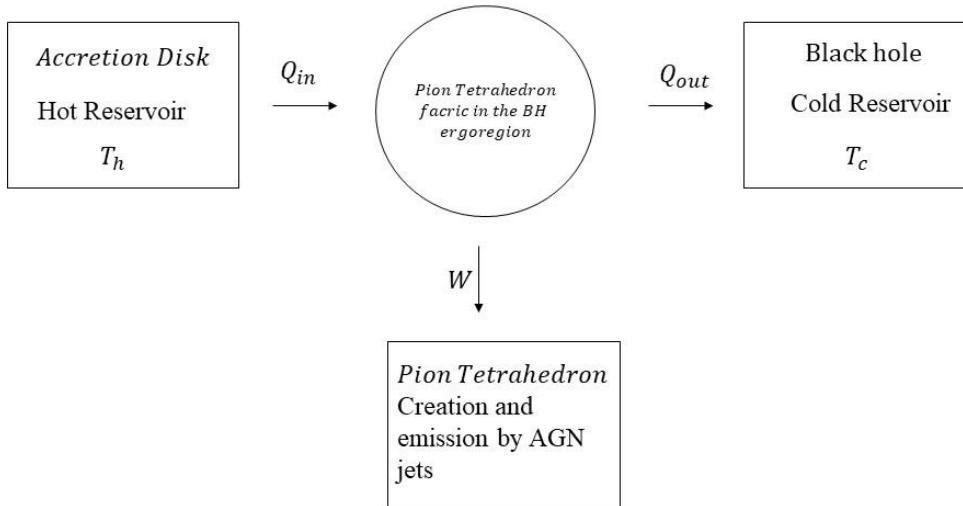 Accretion Disk
Hot Reservoir
T_h
Q_in
Pion Tetrahedron
facric in the BH
ergoregion
Q_out
Black hole
Cold Reservoir
T_c
W
Pion Tetrahedron
Creation and
emission by AGN
jets